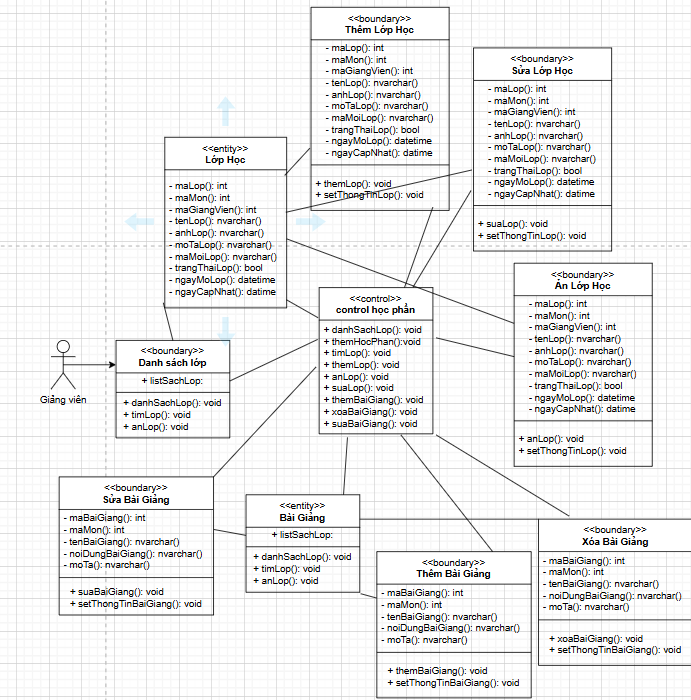 <<boundary>>
Thêm Lớp Học
- maLop(): int
- maMon(): int
- maGiangVien(): int
- tenLop(): nvarchar()
- anhLop(): nvarchar()
- moTaLop(): nvarchar()
- maMoiLop(): nvarchar()
- trangThaiLop(): bool
- ngayMoLop(): datetime
- ngayCapNhat(): datime
+ themLop(): void
+ setThongTinLop(): void
<<boundary>>
Sửa Lớp Học
- maLop(): int
- maMon(): int
- maGiangVien(): int
- tenLop(): nvarchar()
- anhLop(): nvarchar()
- moTaLop(): nvarchar()
- maMoiLop(): nvarchar()
- trangThaiLop(): bool
- ngayMoLop(): datetime
- ngayCapNhat(): datime
+ suaLop(): void
+ setThongTinLop(): void
<<entity>>
Lớp Học
- maLop(): int
- maMon(): int
- maGiangVien(): int
- tenLop(): nvarchar()
- anhLop(): nvarchar()
- moTaLop(): nvarchar()
- maMoiLop(): nvarchar()
- trangThaiLop(): bool
- ngayMoLop(): datetime
- ngayCapNhat(): datime
<<boundary>>
Ẩn Lớp Học
- maLop(): int
- maMon(): int
- maGiangVien(): int
- tenLop(): nvarchar()
- anhLop(): nvarchar()
- moTaLop(): nvarchar()
- maMoiLop(): nvarchar()
- trangThaiLop(): bool
- ngayMoLop(): datetime
- ngayCapNhat(): datime
+ anLop(): void
+ setThongTinLop(): void
<<control>>
control học phần
+ danhSachLop(): void
+ themHocPhan(): void
+ timLop(): void
+ themLop(): void
+ anLop(): void
+ suaLop(): void
+ themBaiGiang(): void
+ xoaBaiGiang(): void
+ suaBaiGiang(): void
Giảng viên
<<boundary>>
Danh sách lớp
+ listSachLop:
+ danhSachLop(): void
+ timLop(): void
+ anLop(): void
<<boundary>>
Sửa Bài Giảng
- maBaiGiang(): int
- maMon(): int
- tenBaiGiang(): nvarchar()
- noiDungBaiGiang(): nvarchar()
- moTa(): nvarchar()
+ suaBaiGiang(): void
+ setThongTinBaiGiang(): void
<<entity>>
Bài Giảng
+ listSachLop:
+ danhSachLop(): void
+ timLop(): void
+ anLop(): void
<<boundary>>
Thêm Bài Giảng
- maBaiGiang(): int
- maMon(): int
- tenBaiGiang(): nvarchar()
- noiDungBaiGiang(): nvarchar()
- moTa(): nvarchar()
+ themBaiGiang(): void
+ setThongTinBaiGiang(): void
<<boundary>>
Xóa Bài Giảng
- maBaiGiang(): int
- maMon(): int
- tenBaiGiang(): nvarchar()
- noiDungBaiGiang(): nvarchar()
- moTa(): nvarchar()
+ xoaBaiGiang(): void
+ setThongTinBaiGiang(): void